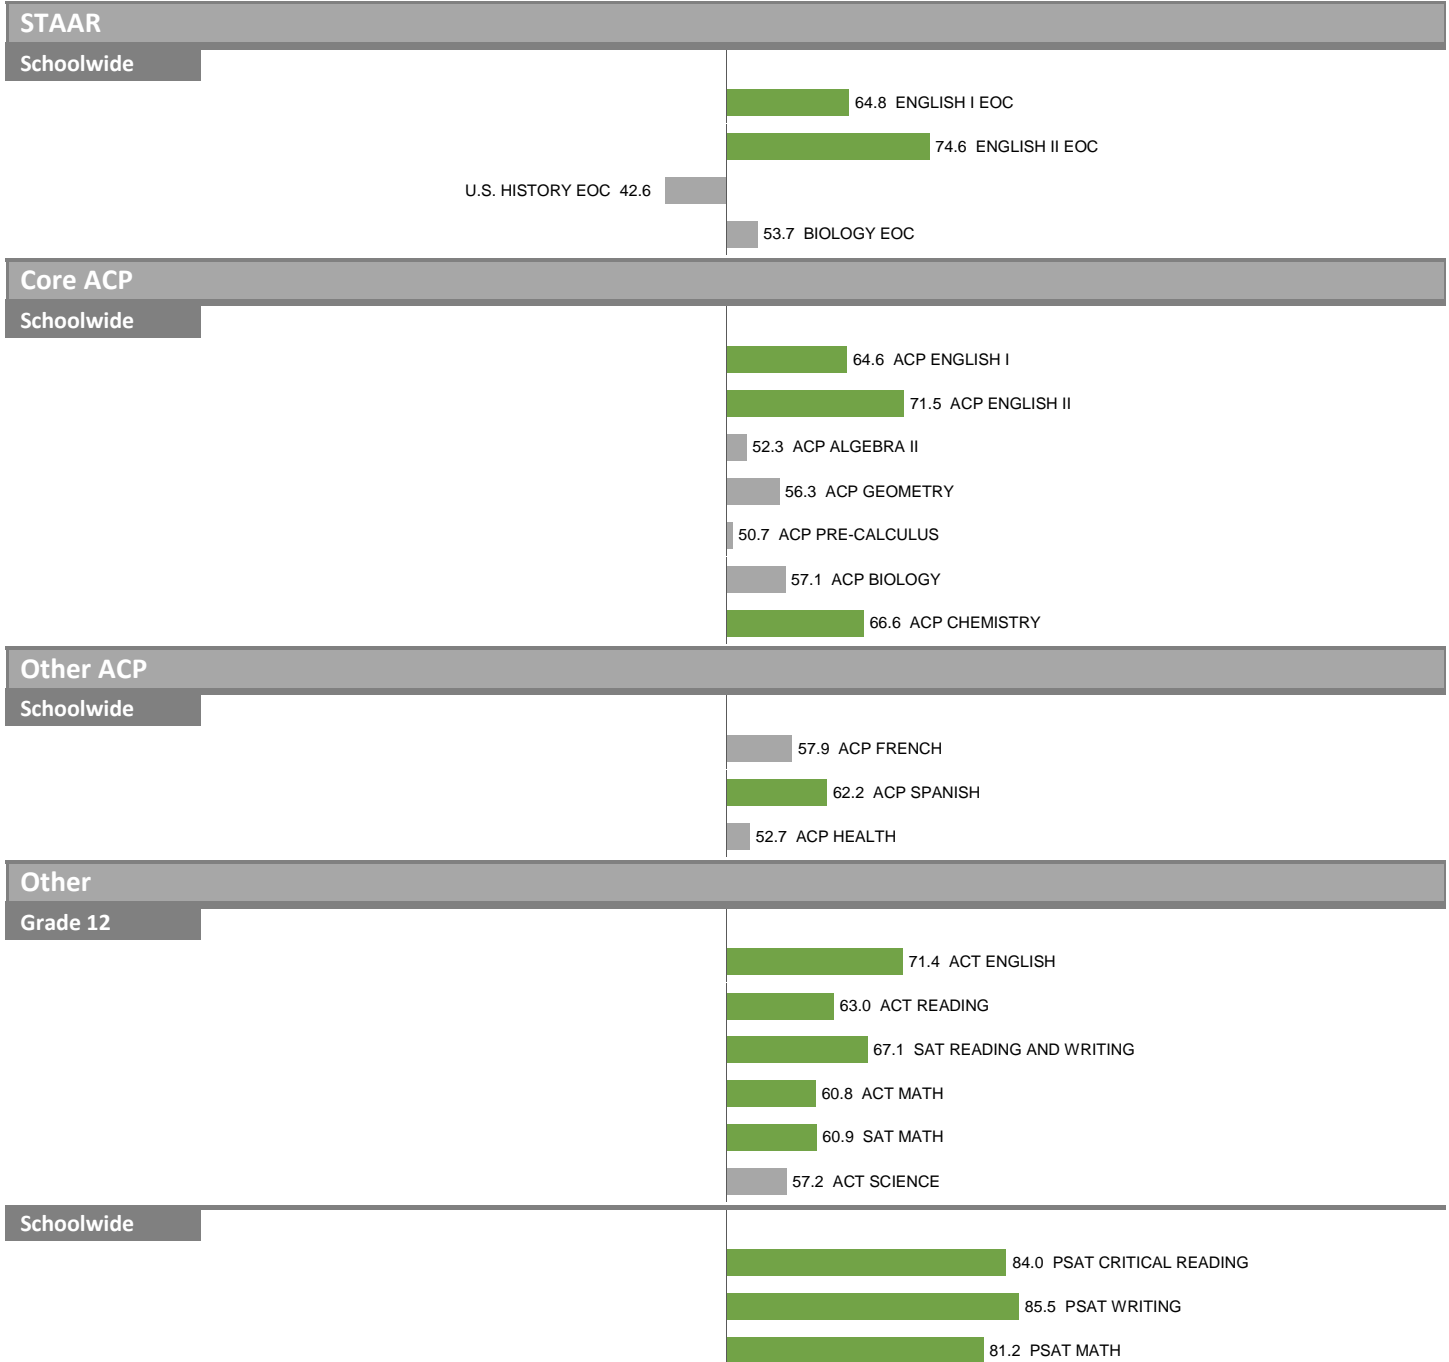 STAAR
Schoolwide
64.8 ENGLISH I EOC
74.6 ENGLISH II EOC
U.S. HISTORY EOC 42.6
53.7 BIOLOGY EOC
Core ACP
Schoolwide
64.6 ACP ENGLISH I
71.5 ACP ENGLISH II
52.3 ACP ALGEBRA II
56.3 ACP GEOMETRY
50.7 ACP PRE-CALCULUS
57.1 ACP BIOLOGY
66.6 ACP CHEMISTRY
Other ACP
Schoolwide
57.9 ACP FRENCH
62.2 ACP SPANISH
52.7 ACP HEALTH
Other
Grade 12
71.4 ACT ENGLISH
63.0 ACT READING
67.1 SAT READING AND WRITING
60.8 ACT MATH
60.9 SAT MATH
57.2 ACT SCIENCE
Schoolwide
84.0 PSAT CRITICAL READING
85.5 PSAT WRITING
81.2 PSAT MATH